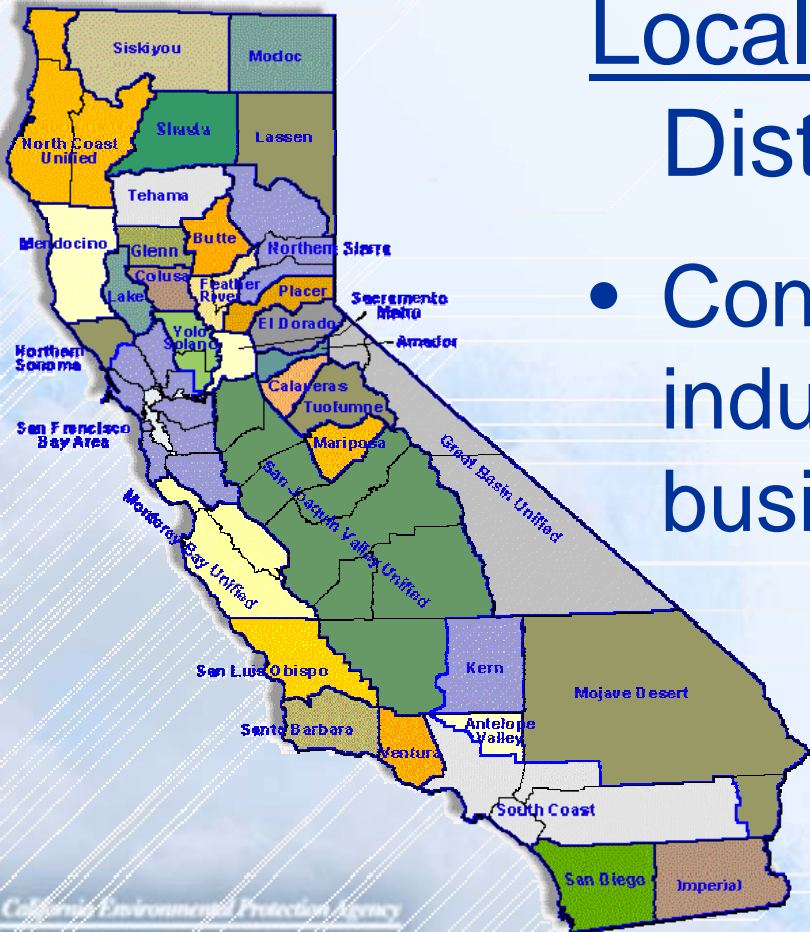 Local
Dist
• Con
indu
busi
Siskiyou
Modoc
North Coast
Unified
Shasta
Lassen
Tehama
Mendocino
Glenn
Butte
Northern Sierra
Colusa
Lake
Feather
River
Placer
Sacramento
Metro
El Dorado
Yolo
Solano
Amador
Northern
Sonoma
Calaveras
Tuolumne
San Francisco
Bay Area
Mariposa
Great Basin Unified
San Joaquin Valley Unified
Monterey Bay Unified
San Luis Obispo
Kern
Mojave Desert
Santa Barbara
Ventura
Antelope
Valley
South Coast
San Diego
Imperial
California Environmental Protection Agency